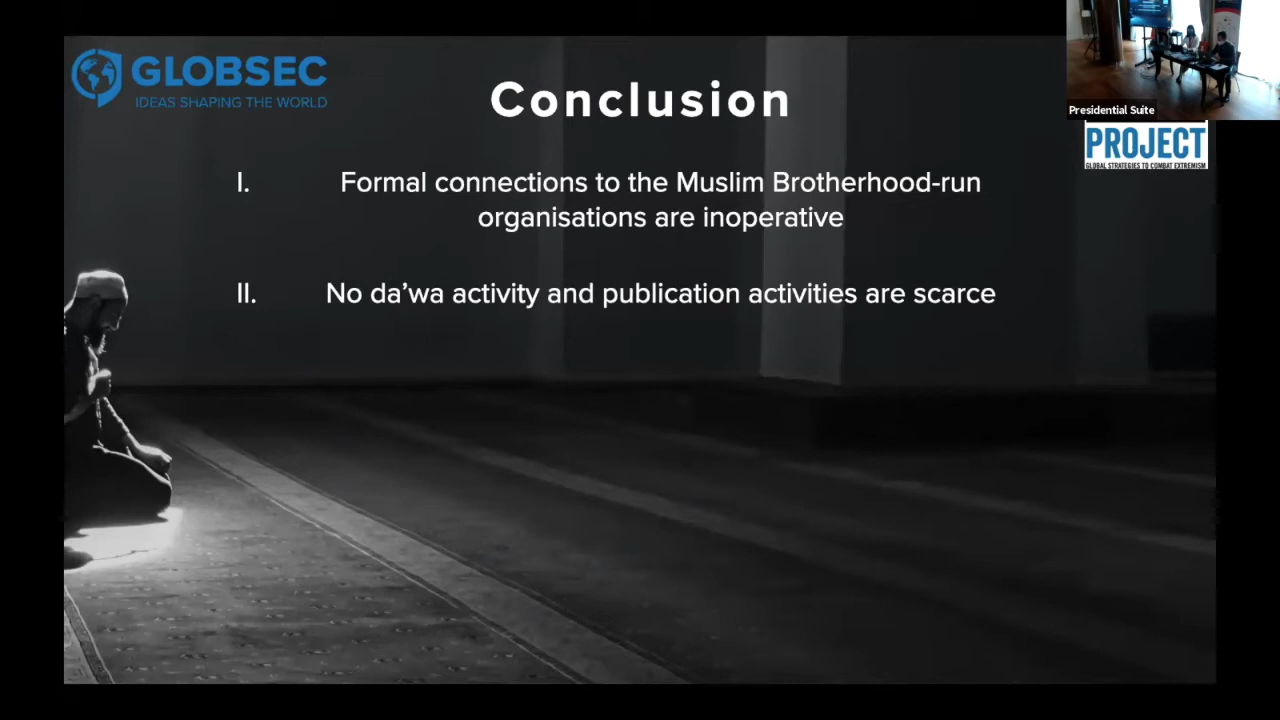 GLOBSEC
IDEAS SHAPING THE WORLD
Conclusion
Presidential Suite
PROJECT
GLOBAL STRATEGIES TO COMBAT EXTREMISM
I. Formal connections to the Muslim Brotherhood-run
organisations are inoperative
II. No da’wa activity and publication activities are scarce